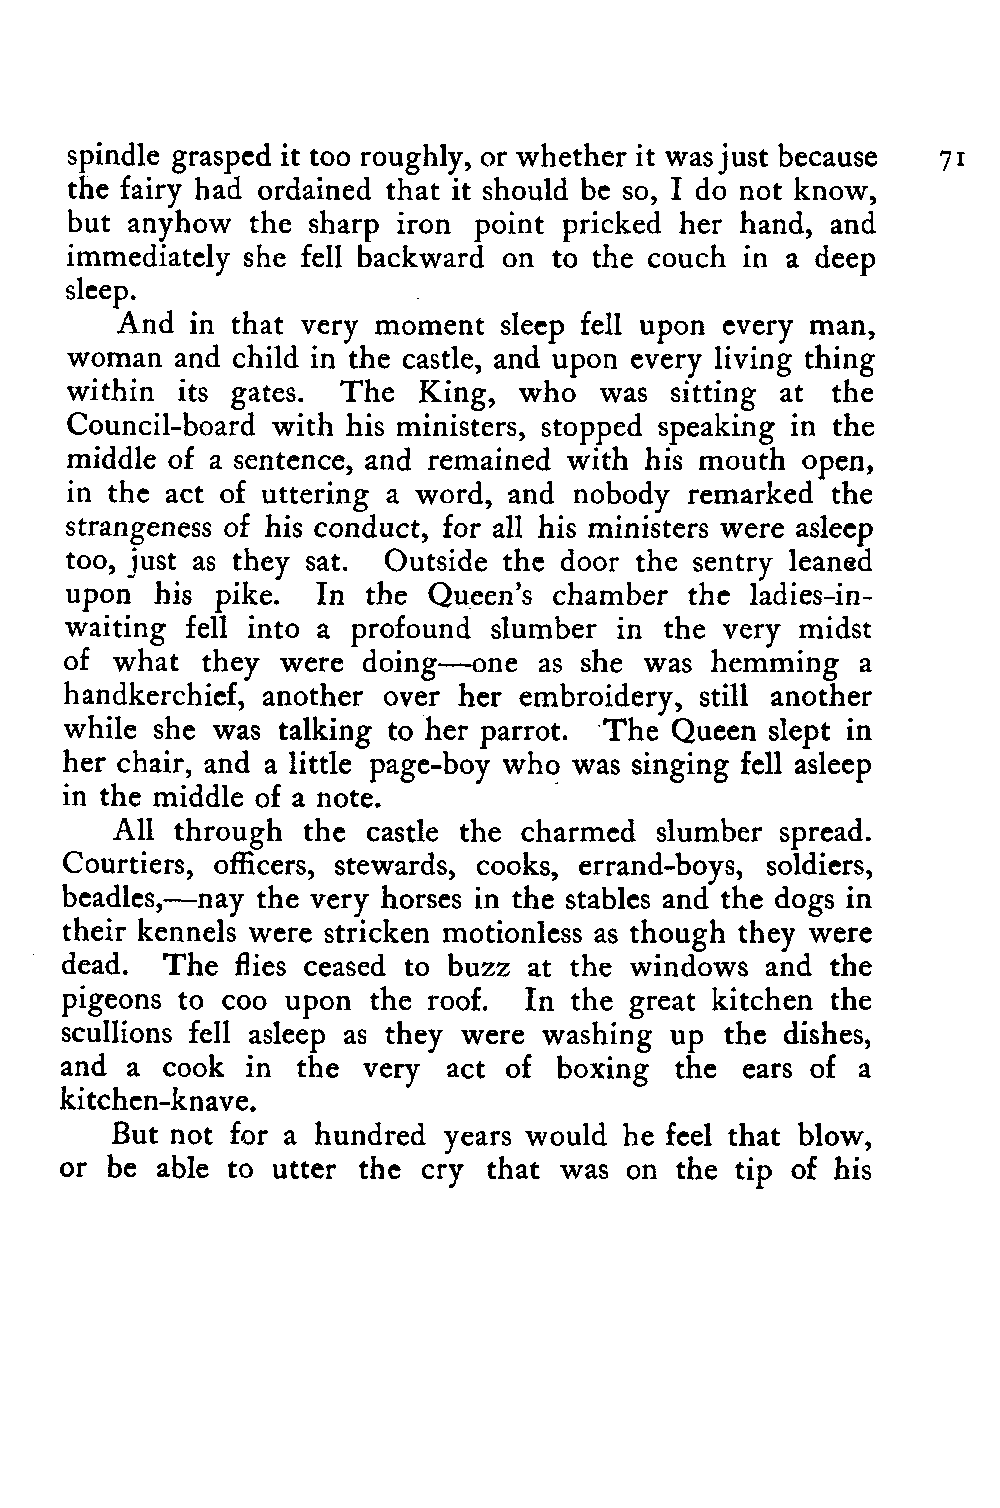 spindle grasped it too roughly, or whether it was just because 71
the fairy had ordained that it should be so, I do not know,
but anyhow the sharp iron point pricked her hand, and
immediately she fell backward on to the couch in a deep
sleep.
And in that very moment sleep fell upon every man,
woman and child in the castle, and upon every living thing
within its gates. The King, who was sitting at the
Council-board with his ministers, stopped speaking in the
middle of a sentence, and remained with his mouth open,
in the act of uttering a word, and nobody remarked the
strangeness of his conduct, for all his ministers were asleep
too, just as they sat. Outside the door the sentry leaned
upon his pike. In the Queen's chamber the ladies-in-
waiting fell into a profound slumber in the very midst
of what they were doing—one as she was hemming a
handkerchief, another over her embroidery, still another
while she was talking to her parrot. The Queen slept in
her chair, and a little page-boy who was singing fell asleep
in the middle of a note.
All through the castle the charmed slumber spread.
Courtiers, officers, stewards, cooks, errand-boys, soldiers,
beadles,—nay the very horses in the stables and the dogs in
their kennels were stricken motionless as though they were
dead. The flies ceased to buzz at the windows and the
pigeons to coo upon the roof. In the great kitchen the
scullions fell asleep as they were washing up the dishes,
and a cook in the very act of boxing the ears of a
kitchen-knave.
But not for a hundred years would he feel that blow,
or be able to utter the cry that was on the tip of his